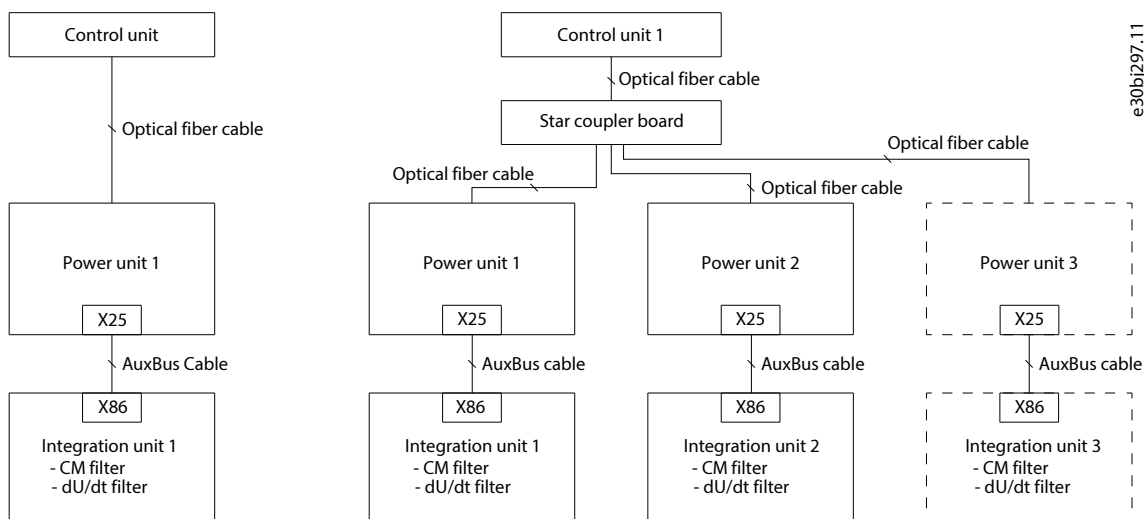 Control unit
Control unit 1
e30bi297.11
Optical fiber cable
Star coupler board
Optical fiber cable
Optical fiber cable
Optical fiber cable
Optical fiber cable
Power unit 1
Power unit 1
Power unit 2
Power unit 3
X25
X25
X25
X25
AuxBus Cable
AuxBus cable
AuxBus cable
AuxBus cable
X86
X86
X86
X86
Integration unit 1
- CM filter
- dU/dt filter
Integration unit 1
- CM filter
- dU/dt filter
Integration unit 2
- CM filter
- dU/dt filter
Integration unit 3
- CM filter
- dU/dt filter